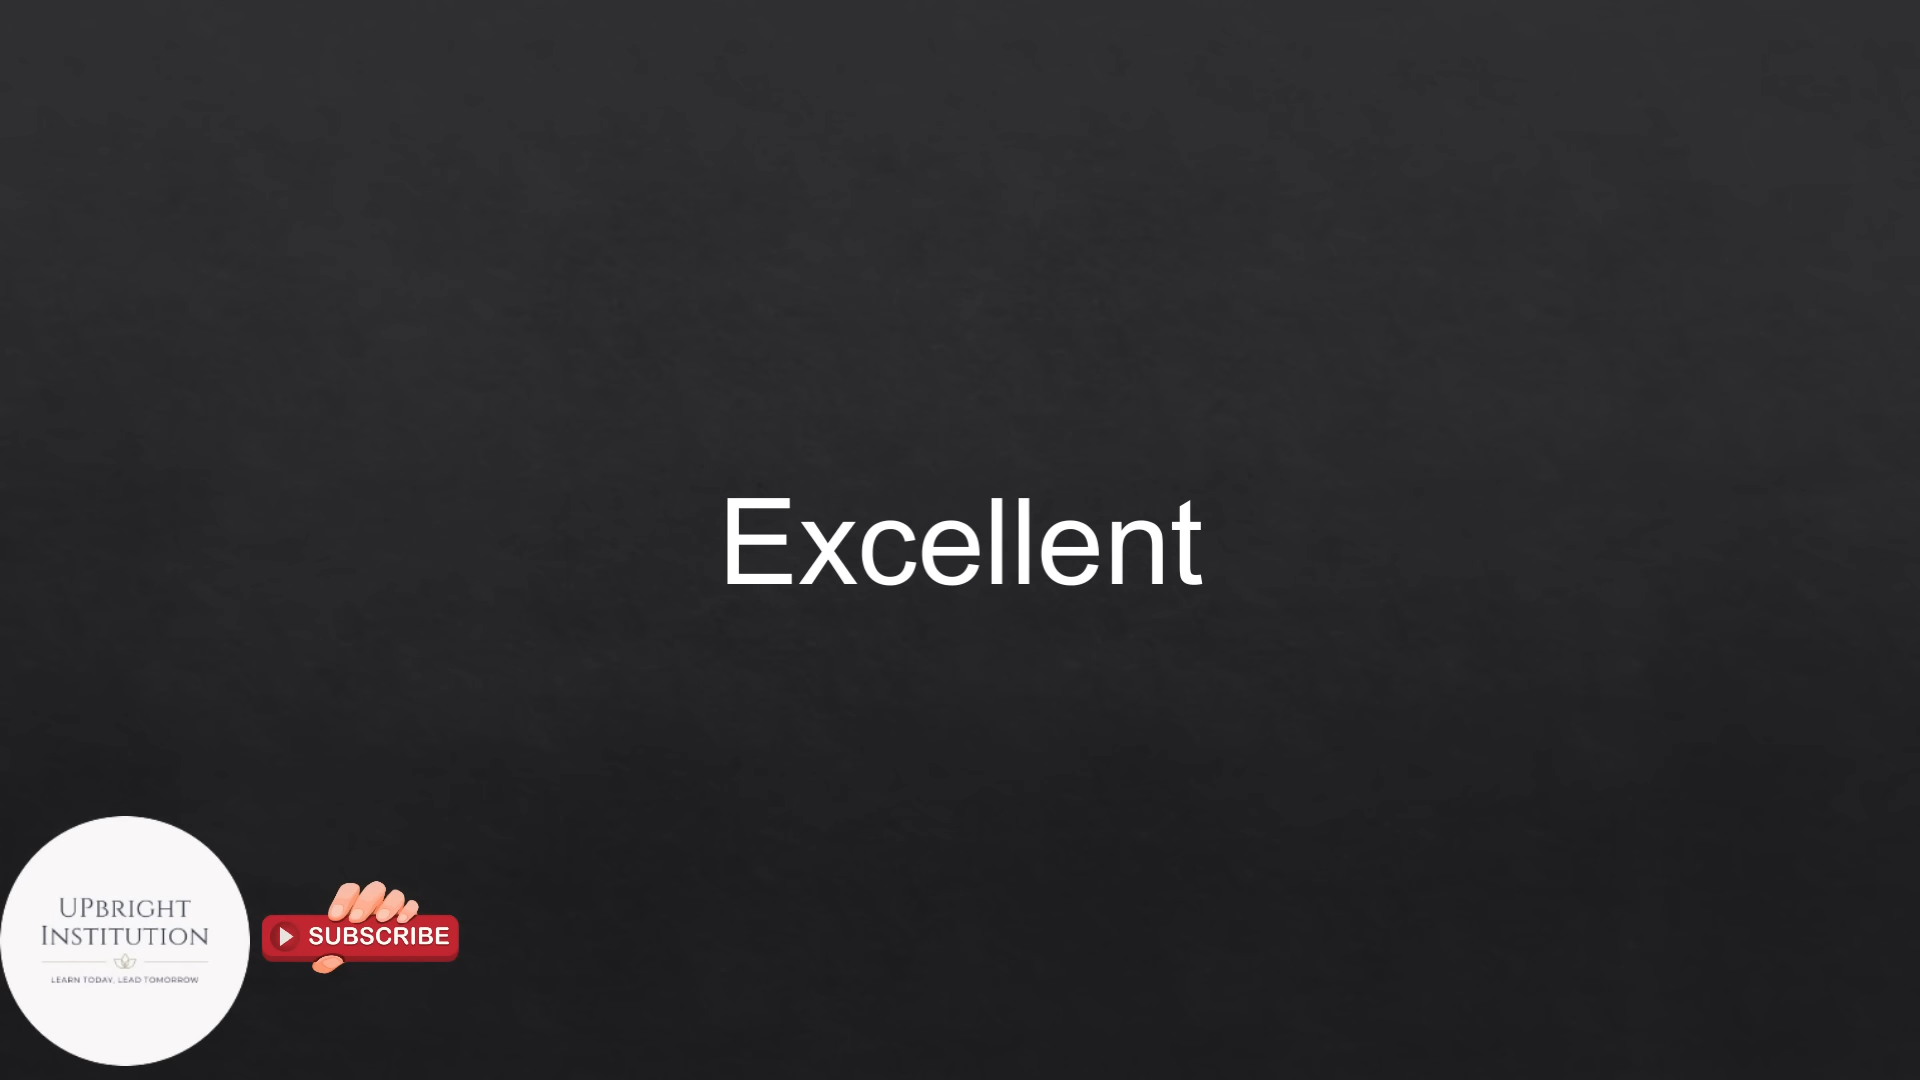 Excellent
UPBRIGHT
INSTITUTION
LEARN TODAY, LEAD TOMORROW
SUBSCRIBE